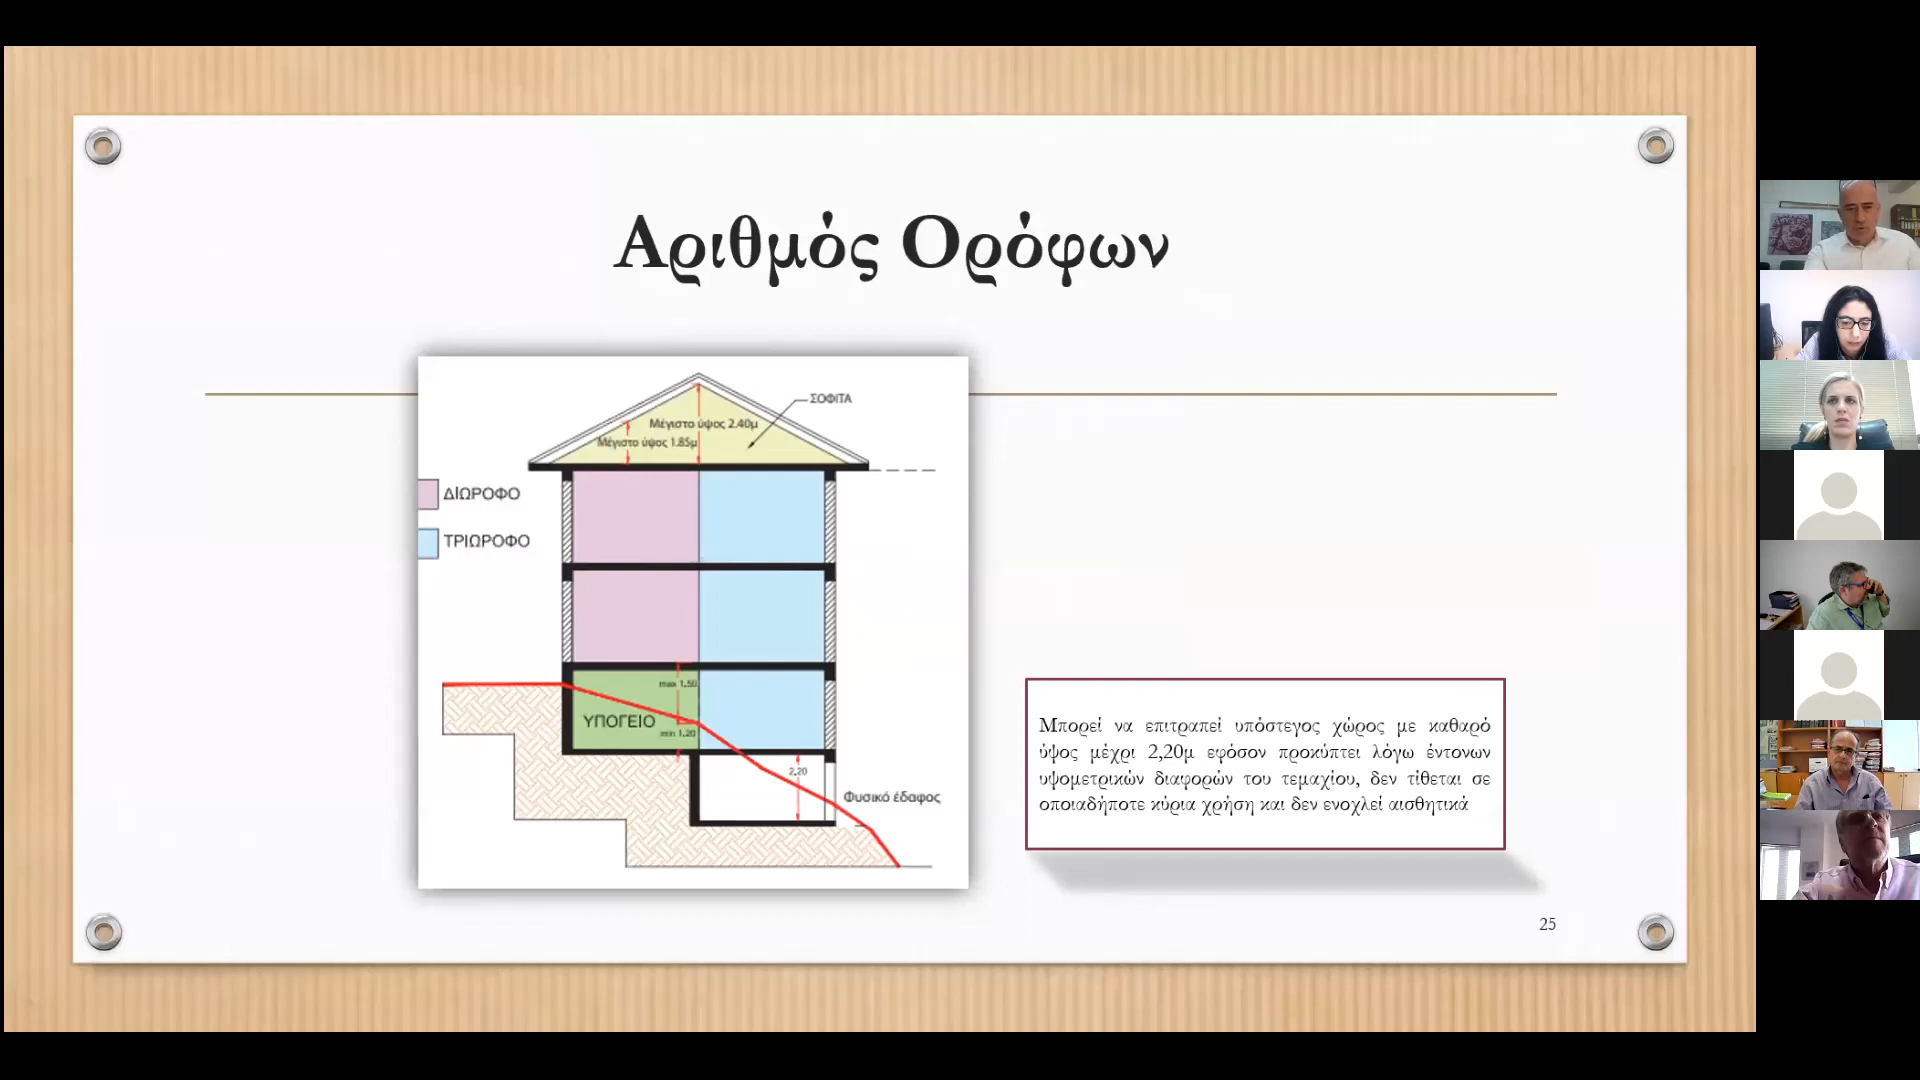 Αριθμός Ορόφων
ΣΟΦΙΤΑ
Μέγιστο ύψος 2.40μ
Μέγιστο ύψος 1.85μ
ΔΙΩΡΟΦΟ
ΤΡΙΩΡΟΦΟ
max 1.50
ΥΠΟΓΕΙΟ
min 1.20
2,20
Φυσικό έδαφος
Μπορεί να επιτραπεί υπόστεγος χώρος με καθαρό
ύψος μέχρι 2,20μ εφόσον προκύπτει λόγω έντονων
υψομετρικών διαφορών του τεμαχίου, δεν τίθεται σε
οποιαδήποτε κύρια χρήση και δεν ενοχλεί αισθητικά
25